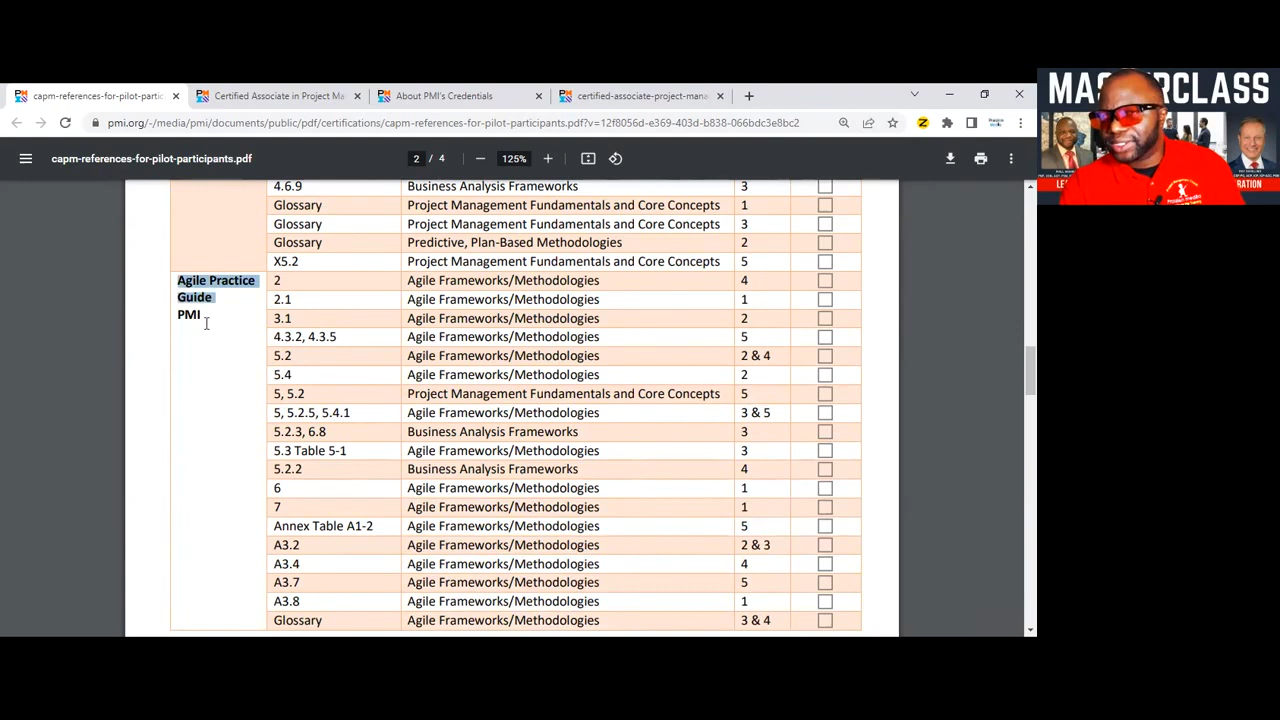 capm-references-for-pilot-partic
Certified Associate in Project Ma
About PMI's Credentials
certified-associate-project-mana
pmi.org/-/media/pmi/documents/public/pdf/certifications/capm-references-for-pilot-participants.pdf?v=12f8056d-e369-403d-b838-066bdc3e8bc2
capm-references-for-pilot-participants.pdf
2 / 4
125%
4.6.9 Business Analysis Frameworks 3
Glossary Project Management Fundamentals and Core Concepts 1
Glossary Project Management Fundamentals and Core Concepts 3
Glossary Predictive, Plan-Based Methodologies 2
X5.2 Project Management Fundamentals and Core Concepts 5
Agile Practice
Guide
PMI
2 Agile Frameworks/Methodologies 4
2.1 Agile Frameworks/Methodologies 1
3.1 Agile Frameworks/Methodologies 2
4.3.2, 4.3.5 Agile Frameworks/Methodologies 5
5.2 Agile Frameworks/Methodologies 2 & 4
5.4 Agile Frameworks/Methodologies 2
5, 5.2 Project Management Fundamentals and Core Concepts 5
5, 5.2.5, 5.4.1 Agile Frameworks/Methodologies 3 & 5
5.2.3, 6.8 Business Analysis Frameworks 3
5.3 Table 5-1 Agile Frameworks/Methodologies 3
5.2.2 Business Analysis Frameworks 4
6 Agile Frameworks/Methodologies 1
7 Agile Frameworks/Methodologies 1
Annex Table A1-2 Agile Frameworks/Methodologies 5
A3.2 Agile Frameworks/Methodologies 2 & 3
A3.4 Agile Frameworks/Methodologies 4
A3.7 Agile Frameworks/Methodologies 5
A3.8 Agile Frameworks/Methodologies 1
Glossary Agile Frameworks/Methodologies 3 & 4